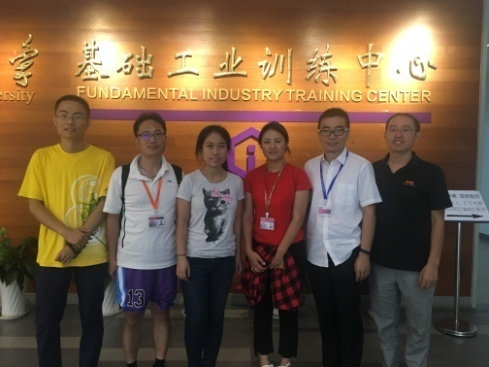 学 基础工业训练中心
ersity FUNDAMENTAL INDUSTRY TRAINING CENTER
13